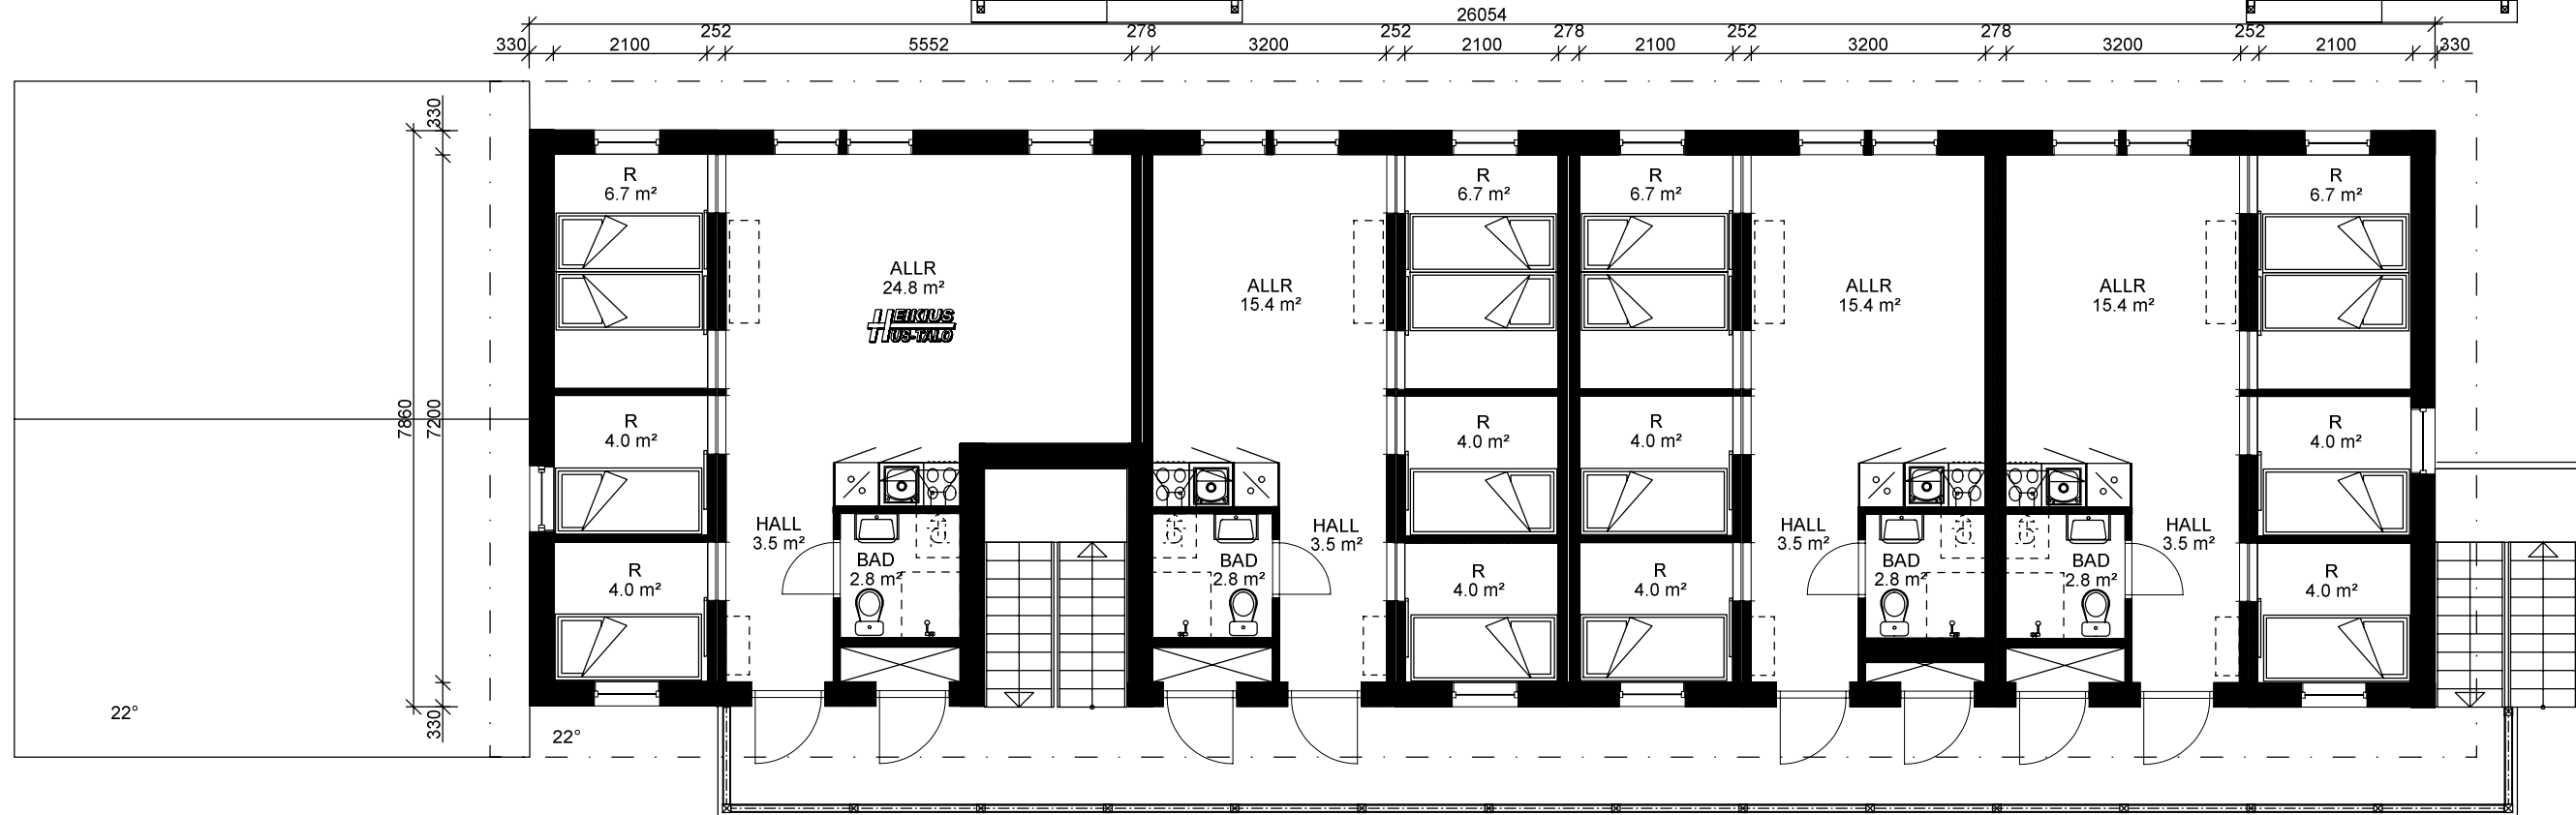 26054
330
2100
252
5552
278
3200
252
2100
278
2100
252
3200
278
3200
252
2100
330
330
7860
7200
330
22°
22°
R
6.7 m²
R
4.0 m²
R
4.0 m²
ALLR
24.8 m²
HEIKIUS
HUS-TALO
HALL
3.5 m²
BAD
2.8 m²
ALLR
15.4 m²
BAD
2.8 m²
HALL
3.5 m²
R
6.7 m²
R
4.0 m²
R
4.0 m²
R
6.7 m²
R
4.0 m²
R
4.0 m²
ALLR
15.4 m²
HALL
3.5 m²
BAD
2.8 m²
ALLR
15.4 m²
BAD
2.8 m²
HALL
3.5 m²
R
6.7 m²
R
4.0 m²
R
4.0 m²